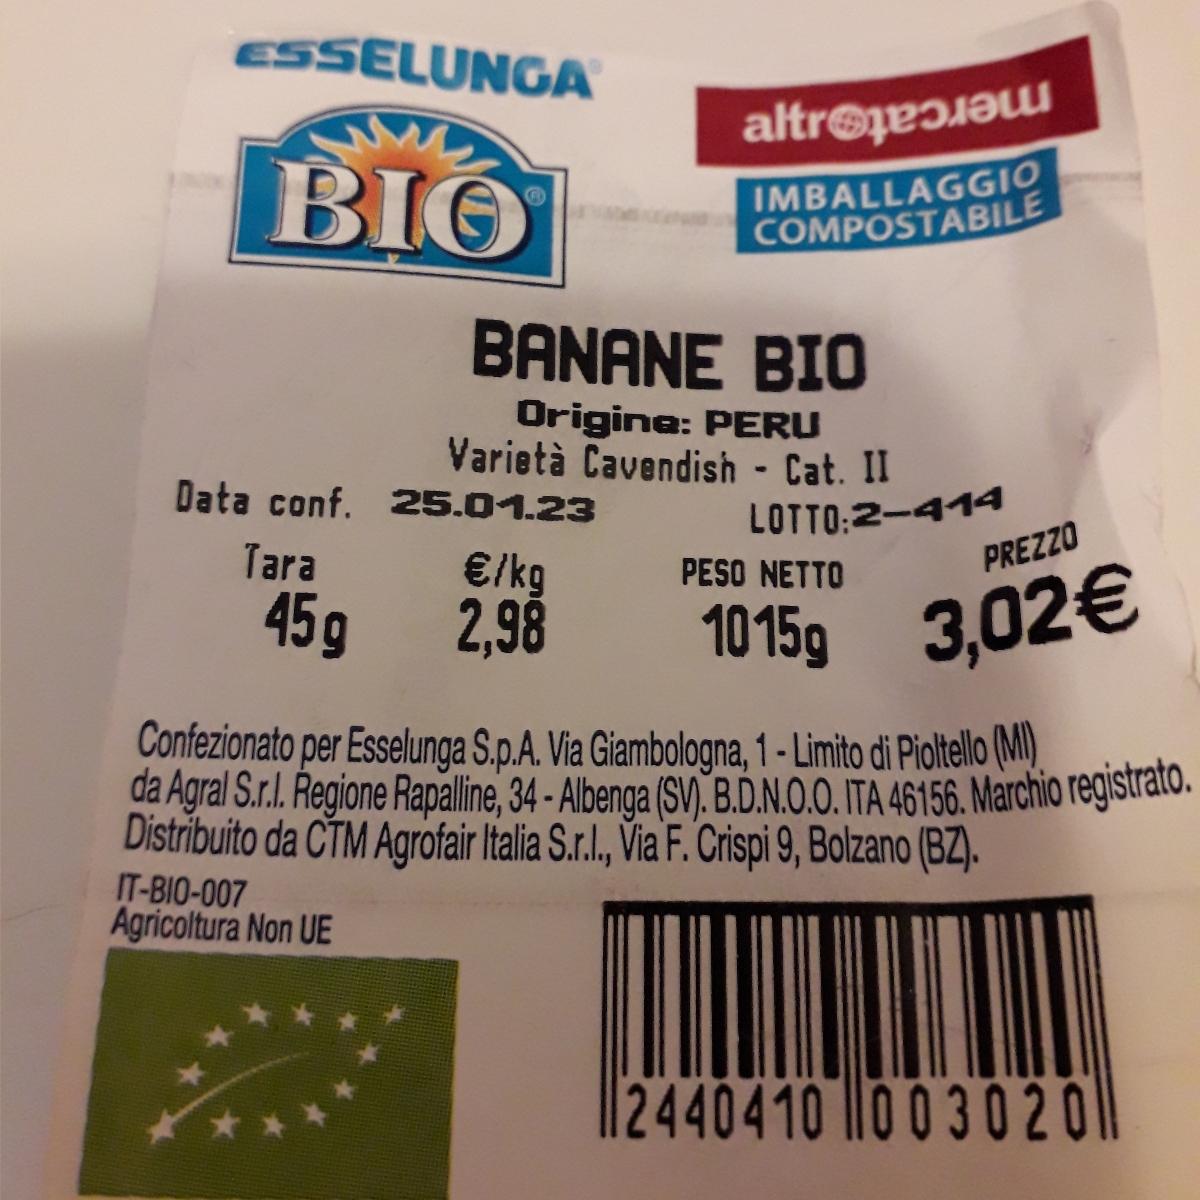 ESSELUNGA®
BIO®
altromercato
IMBALLAGGIO
COMPOSTABILE
BANANE BIO
Origine: PERU
Varietà Cavendish - Cat. II
Data conf. 25.01.23 LOTTO:2-414
Tara €/kg PESO NETTO PREZZO
45g 2,98 1015g 3,02€
Confezionato per Esselunga S.p.A. Via Giambologna, 1 - Limito di Pioltello (MI)
da Agral S.r.l. Regione Rapalline, 34 - Albenga (SV). B.D.N.O.O. ITA 46156. Marchio registrato.
Distribuito da CTM Agrofair Italia S.r.l., Via F. Crispi 9, Bolzano (BZ).
IT-BIO-007
Agricoltura Non UE
2440410 003020